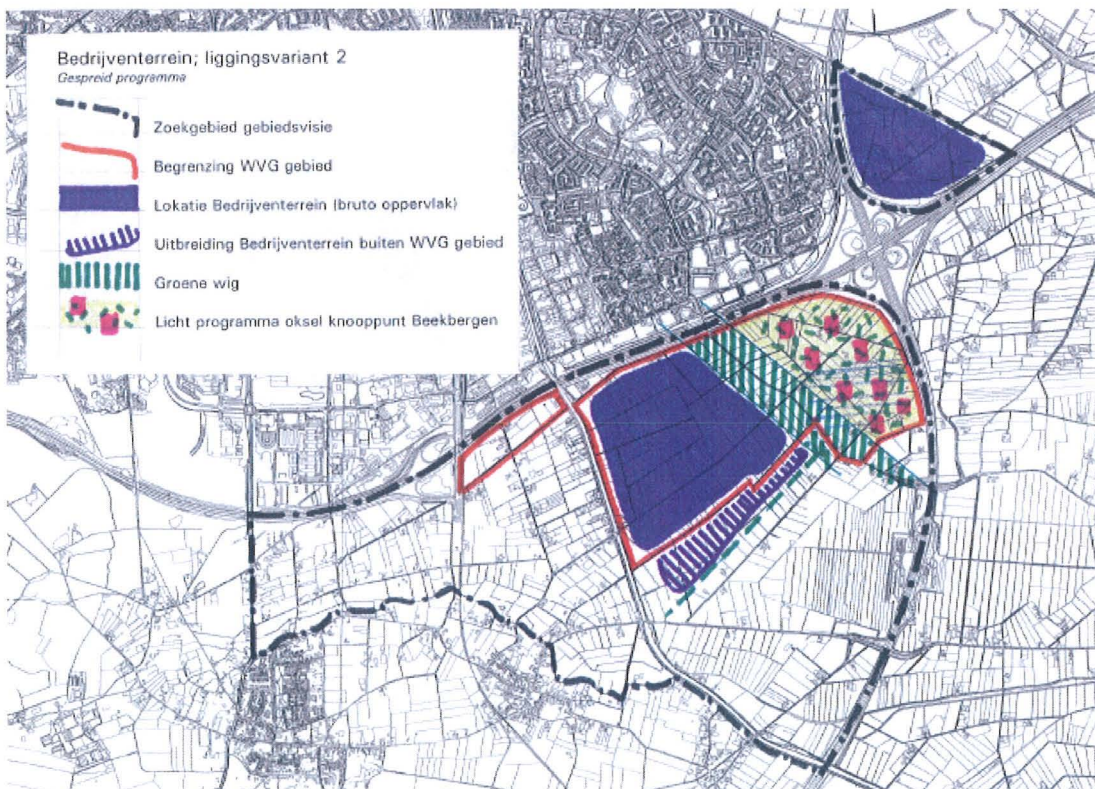 Bedrijventerrein; liggingsvariant 2
Gespreid programma
Zoekgebied gebiedsvisie
Begrenzing WVG gebied
Lokatie Bedrijventerrein (bruto oppervlak)
Uitbreiding Bedrijventerrein buiten WVG gebied
Groene wig
Licht programma oksel knooppunt Beekbergen